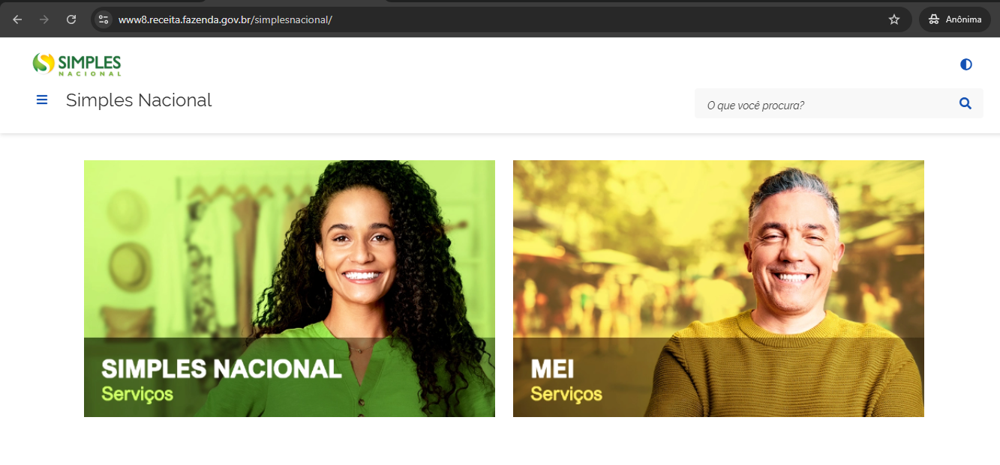 www8.receita.fazenda.gov.br/simplesnacional/
Anônima
SIMPLES
NACIONAL
Simples Nacional
O que você procura?
SIMPLES NACIONAL
Serviços
MEI
Serviços